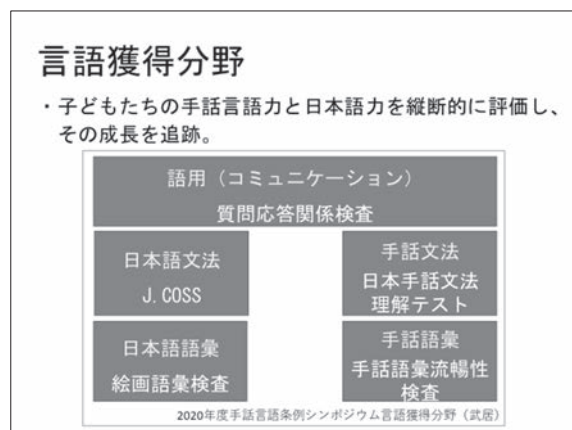 言語獲得分野
・子どもたちの手話言語力と日本語力を縦断的に評価し、
その成長を追跡。
語用（コミュニケーション）
質問応答関係検査
日本語文法
J.COSS
手話文法
日本手話文法
理解テスト
日本語語彙
絵画語彙検査
手話語彙
手話語彙流暢性
検査
2020年度手話言語条例シンポジウム言語獲得分野（武居）